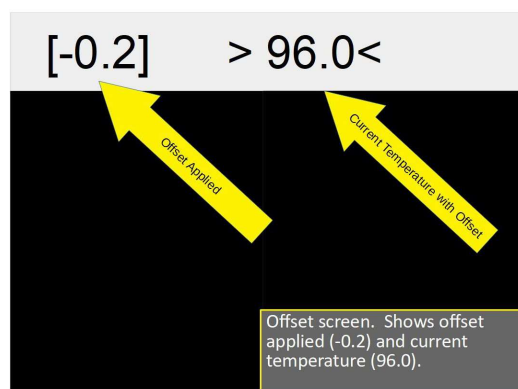 [-0.2] > 96.0<
Offset Applied
Current Temperature with Offset
Offset screen. Shows offset
applied (-0.2) and current
temperature (96.0).